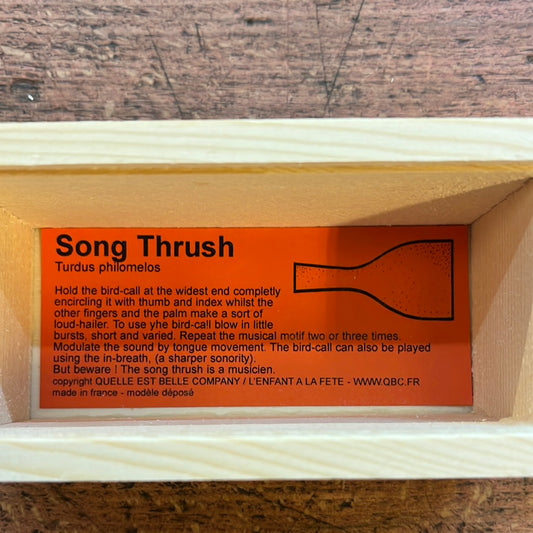 Song Thrush
Turdus philomelos
Hold the bird-call at the widest end completly
encircling it with thumb and index whilst the
other fingers and the palm make a sort of
loud-hailer. To use yhe bird-call blow in little
bursts, short and varied. Repeat the musical motif two or three times.
Modulate the sound by tongue movement. The bird-call can also be played
using the in-breath, (a sharper sonority).
But beware ! The song thrush is a musicien.
copyright QUELLE EST BELLE COMPANY / L'ENFANT A LA FETE - WWW.QBC.FR
made in france - modèle déposé